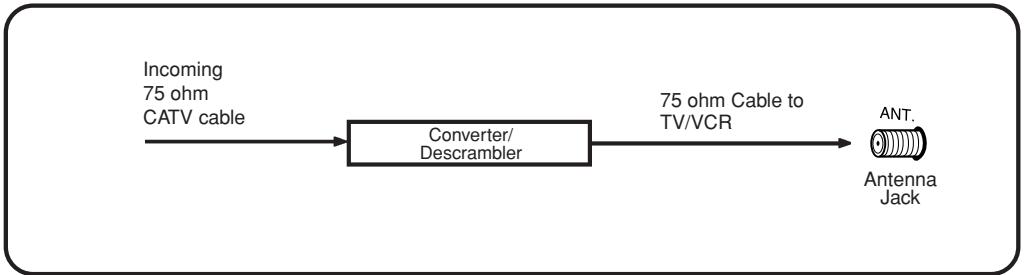 Incoming
75 ohm
CATV cable
Converter/
Descrambler
75 ohm Cable to
TV/VCR
ANT.
Antenna
Jack